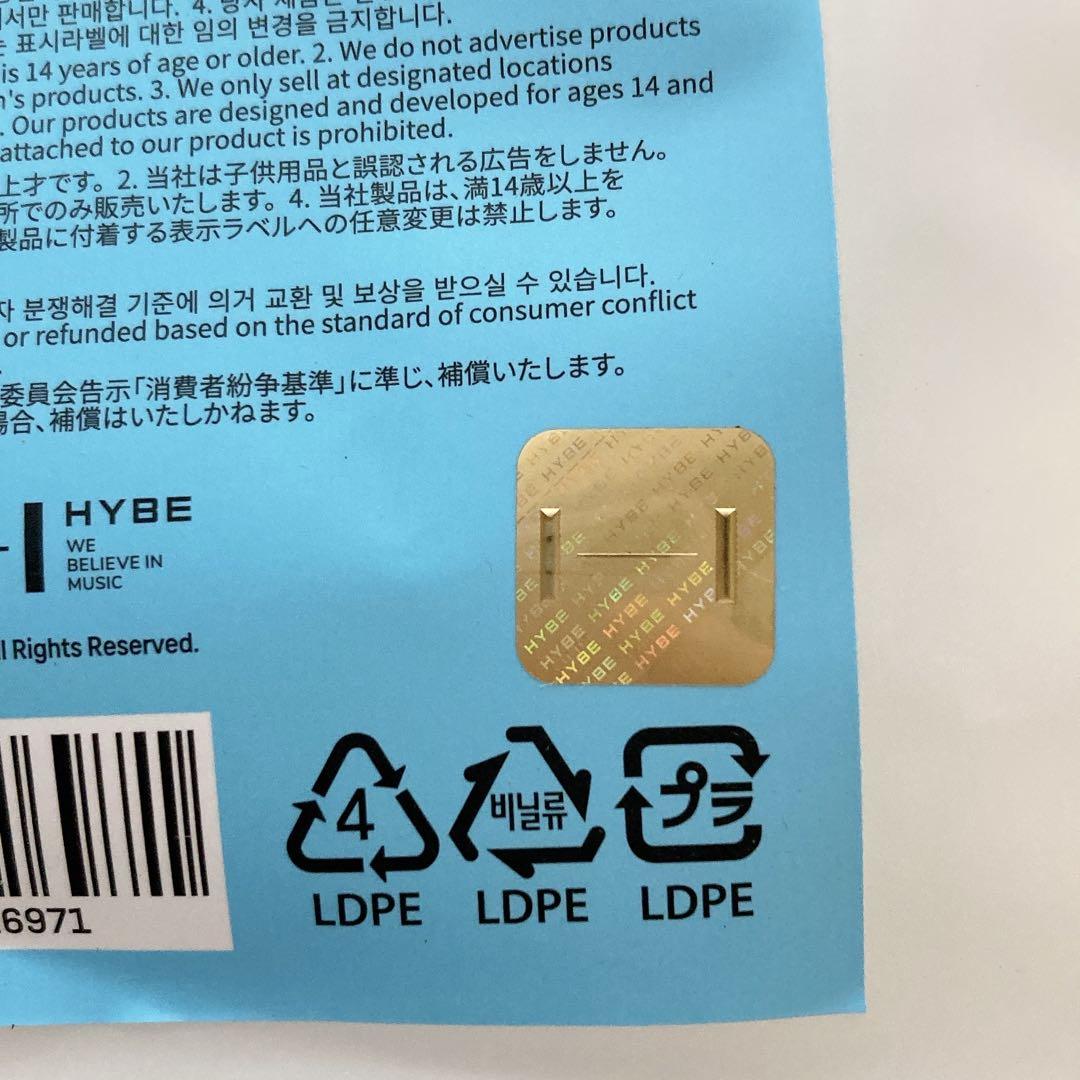 서만 판매합니다. 4.
표시라벨에 대한 임의 변경을 금지합니다.
is 14 years of age or older. 2. We do not advertise products
n's products. 3. We only sell at designated locations
. Our products are designed and developed for ages 14 and
attached to our product is prohibited.
上才です。2. 当社は子供用品と誤認される広告をしません。
所でのみ販売いたします。4. 当社製品は、満14歳以上を
製品に付着する表示ラベルへの任意変更は禁止します。
자 분쟁해결 기준에 의거 교환 및 보상을 받으실 수 있습니다.
or refunded based on the standard of consumer conflict
委員会告示「消費者紛争基準」に準じ、補償いたします。
場合、補償はいたしかねます。
HYBE
WE
BELIEVE IN
MUSIC
ll Rights Reserved.
HYBE HYBE HYBE
6971
4
LDPE
비닐류
LDPE
プラ
LDPE